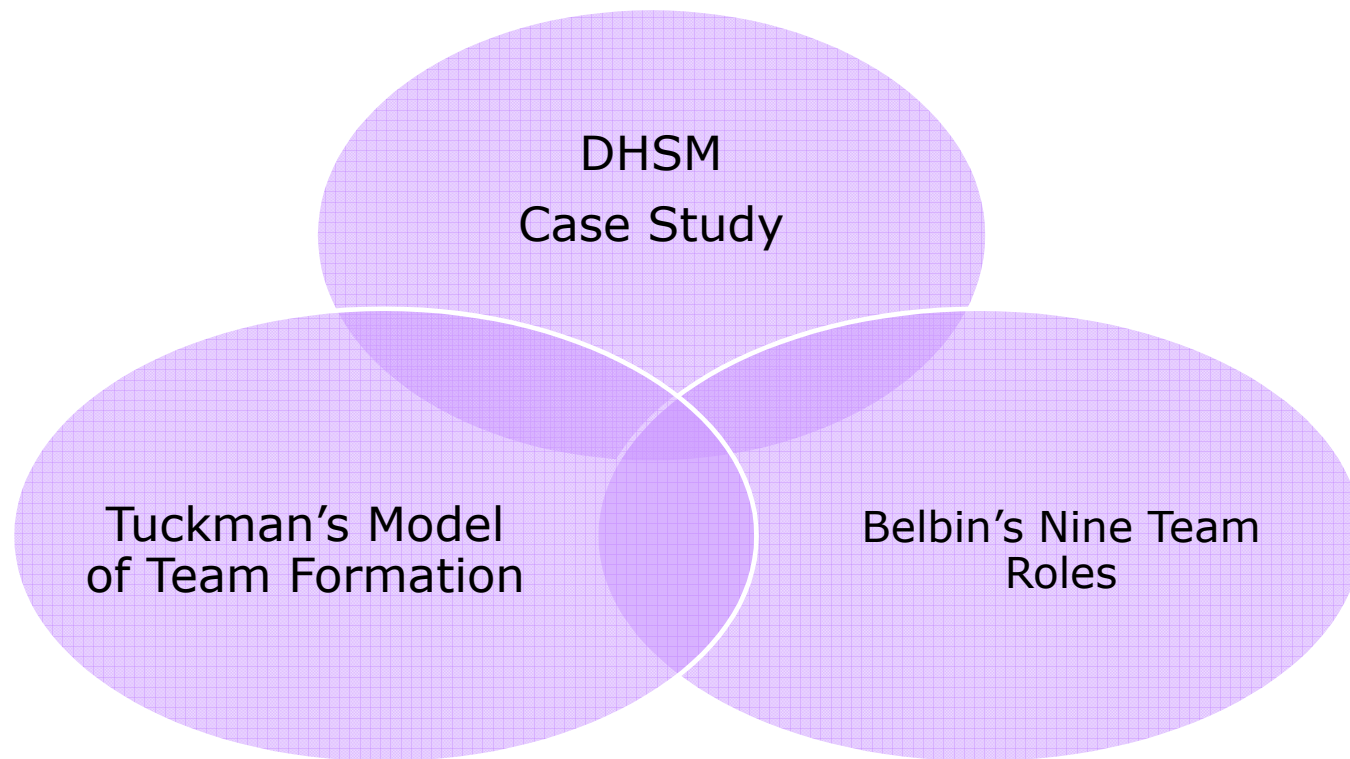 DHSM
Case Study
Tuckman’s Model
of Team Formation
Belbin’s Nine Team
Roles